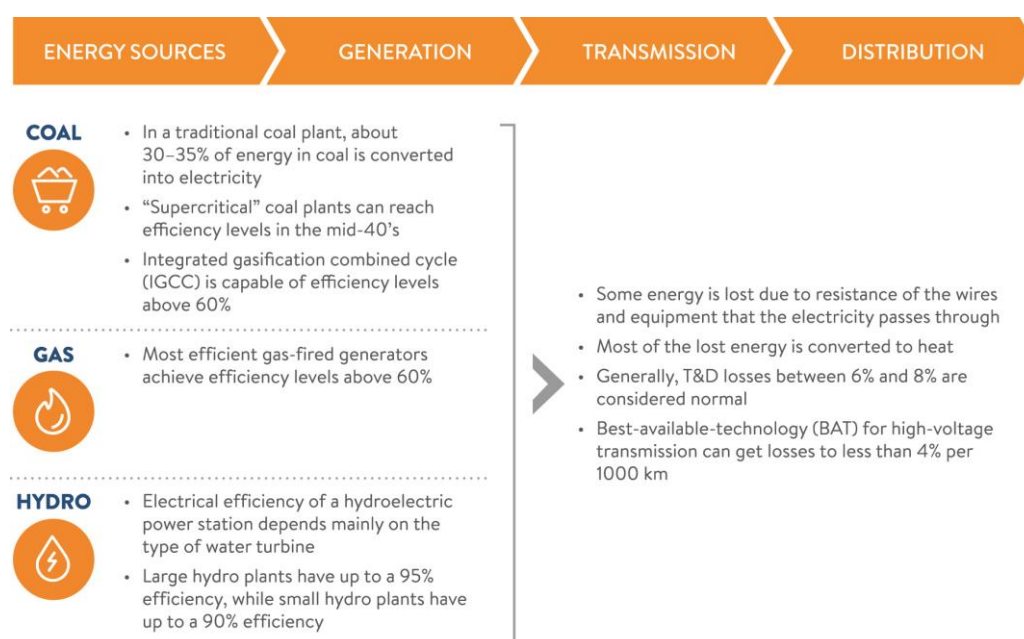 ENERGY SOURCES
GENERATION
TRANSMISSION
DISTRIBUTION
COAL
• In a traditional coal plant, about
30–35% of energy in coal is converted
into electricity
• “Supercritical” coal plants can reach
efficiency levels in the mid-40’s
• Integrated gasification combined cycle
(IGCC) is capable of efficiency levels
above 60%
GAS
• Most efficient gas-fired generators
achieve efficiency levels above 60%
HYDRO
• Electrical efficiency of a hydroelectric
power station depends mainly on the
type of water turbine
• Large hydro plants have up to a 95%
efficiency, while small hydro plants have
up to a 90% efficiency
• Some energy is lost due to resistance of the wires
and equipment that the electricity passes through
• Most of the lost energy is converted to heat
• Generally, T&D losses between 6% and 8% are
considered normal
• Best-available-technology (BAT) for high-voltage
transmission can get losses to less than 4% per
1000 km